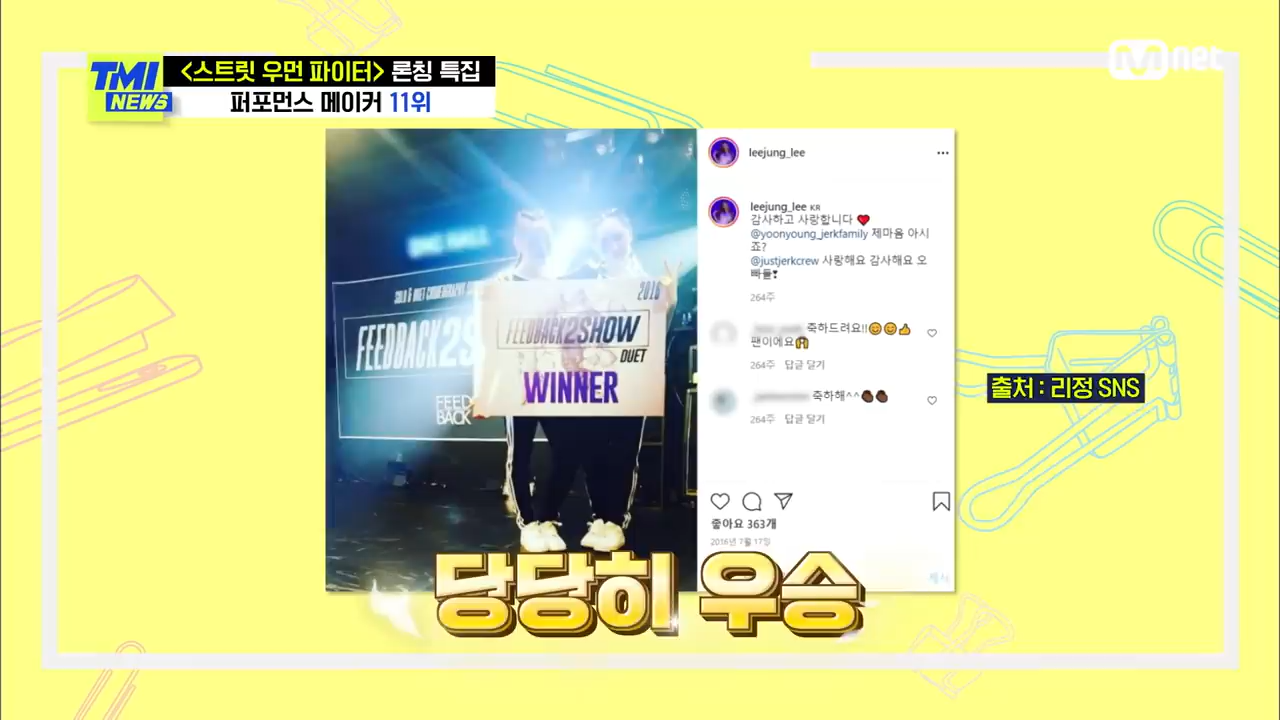 TMI
NEWS
<스트릿 우먼 파이터> 론칭 특집
퍼포먼스 메이커 11위
Mnet
2016
FEEDBACK2SHOW
DUET
WINNER
FEEDBACK2S
FEED
BACK
leejung_lee
leejung_lee KR
감사하고 사랑합니다 ❤
@yoonyoung_jerkfamily 제마음 아시
죠?
@justjerkcrew 사랑해요 감사해요 오
빠들❣
264주
축하드려요!!😊😊👍
팬이에요🙌
264주 답글 달기
축하해^^👏🏿👏🏿
264주 답글 달기
좋아요 363개
2016년 7월 17일
게시
출처 : 리정 SNS
당당히 우승